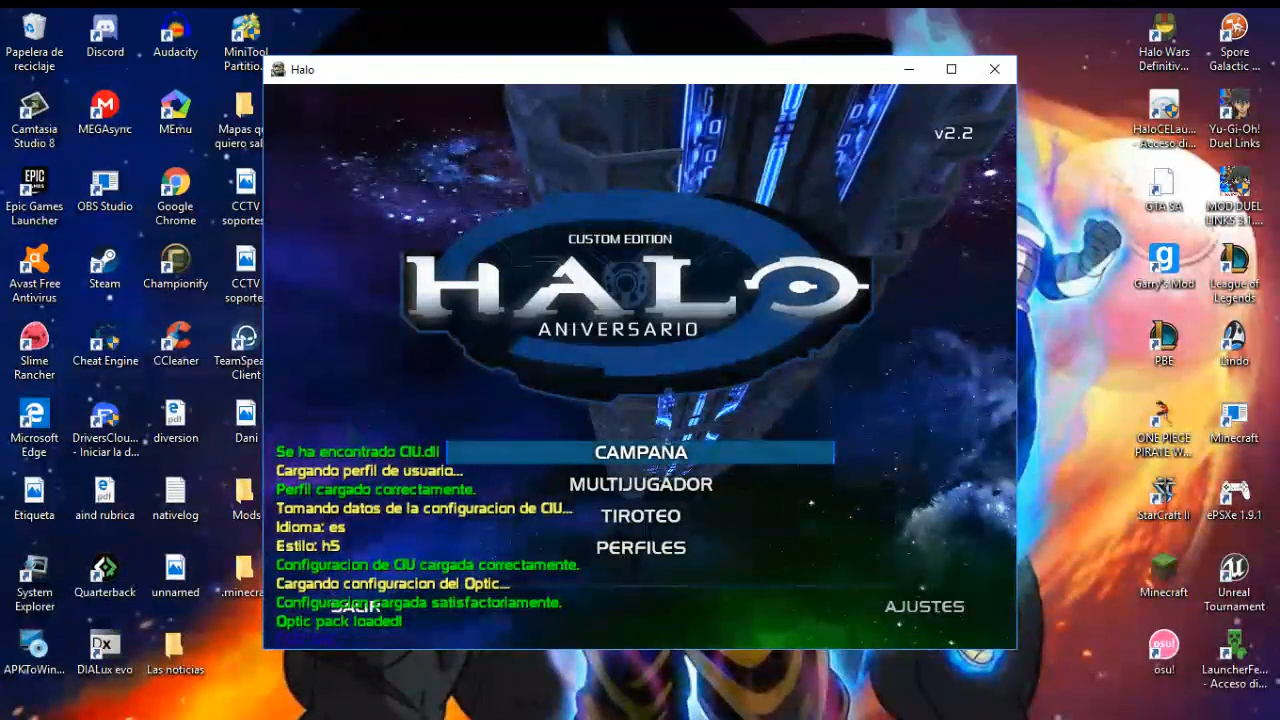 Papelera de
reciclaje
Discord
Audacity
MiniTool
Partitio...
Camtasia
Studio 8
MEGAsync
MEmu
Mapas qu
quiero sal
Epic Games
Launcher
OBS Studio
Google
Chrome
CCTV
soportes
Avast Free
Antivirus
Steam
Championify
CCTV
soporte
Slime
Rancher
Cheat Engine
CCleaner
TeamSpea
Client
Microsoft
Edge
DriversClou...
- Iniciar la d...
diversion
Dani
Etiqueta
aind rubrica
nativelog
Mods
System
Explorer
Quarterback
unnamed
.minecra
APKToWin...
DIALux evo
Las noticias
Halo
v2.2
CUSTOM EDITION
HALO
ANIVERSARIO
CAMPAÑA
MULTIJUGADOR
TIROTEO
PERFILES
SALIR
AJUSTES
Se ha encontrado CIU.dll
Cargando perfil de usuario...
Perfil cargado correctamente.
Tomando datos de la configuracion de CIU...
Idioma: es
Estilo: h5
Configuracion de CIU cargada correctamente.
Cargando configuracion del Optic...
Configuracion cargada satisfactoriamente.
Optic pack loaded!
Halo Wars
Definitiv...
Spore
Galactic ...
HaloCELau...
- Acceso di...
Yu-Gi-Oh!
Duel Links
GTA SA
MOD DUEL
LINKS 3.1....
Garry's Mod
League of
Legends
PBE
Lindo
ONE PIECE
PIRATE W...
Minecraft
StarCraft II
ePSXe 1.9.1
Minecraft
Unreal
Tournament
osu!
LauncherFe...
- Acceso di...